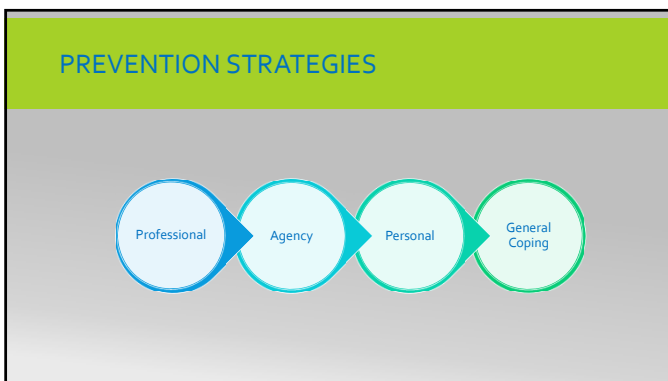 PREVENTION STRATEGIES
Professional
Agency
Personal
General
Coping